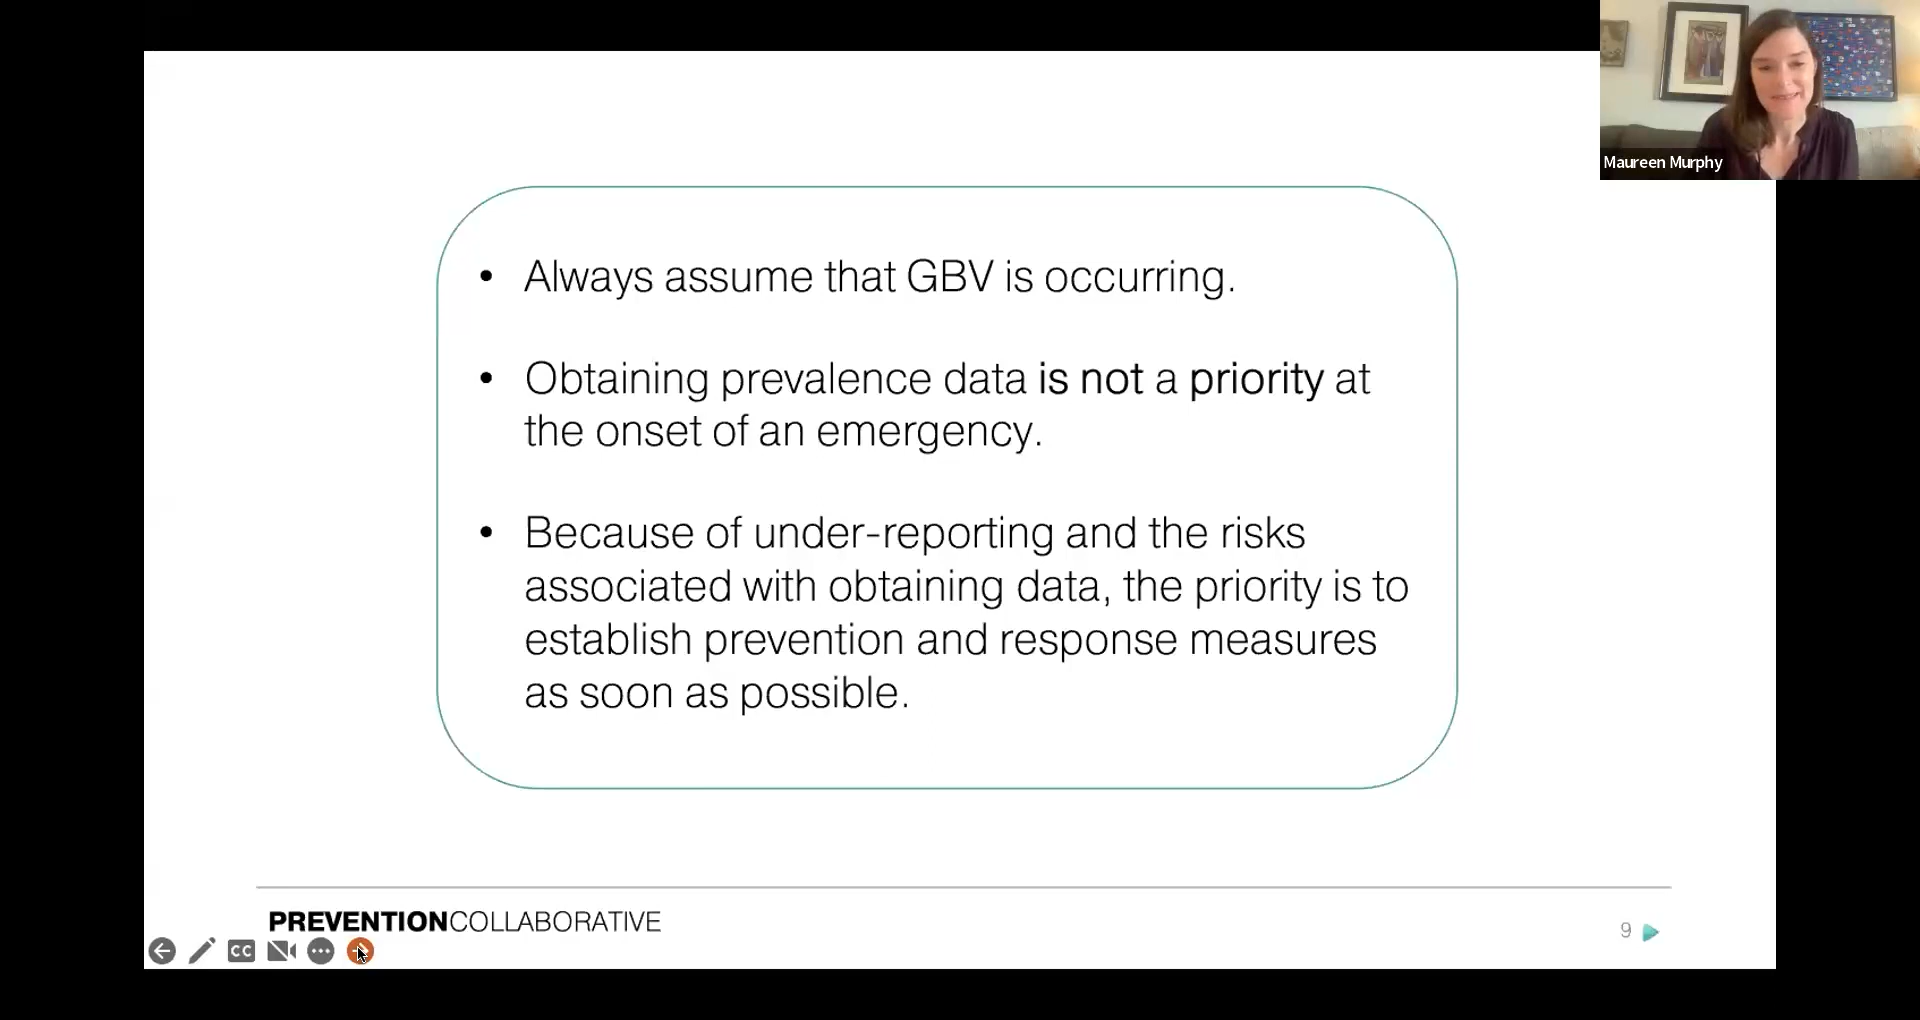 Maureen Murphy
• Always assume that GBV is occurring.
• Obtaining prevalence data is not a priority at
the onset of an emergency.
• Because of under-reporting and the risks
associated with obtaining data, the priority is to
establish prevention and response measures
as soon as possible.
PREVENTIONCOLLABORATIVE
9
CC